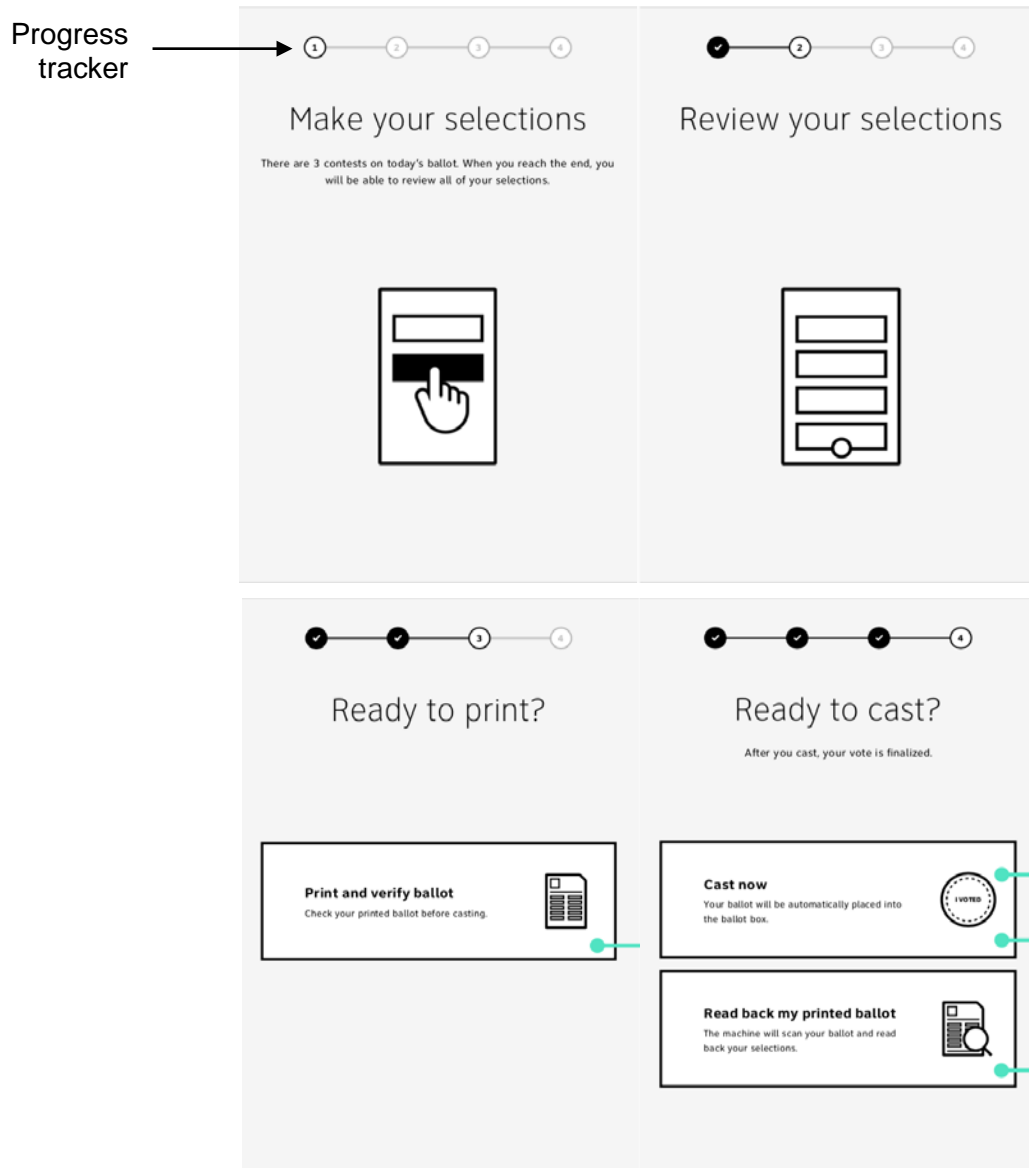 Progress
tracker
1 2 3 4
Make your selections
There are 3 contests on today's ballot. When you reach the end, you
will be able to review all of your selections.
2 3 4
Review your selections
3 4
Ready to print?
Print and verify ballot
Check your printed ballot before casting.
4
Ready to cast?
After you cast, your vote is finalized.
Cast now
Your ballot will be automatically placed into
the ballot box.
I VOTED
Read back my printed ballot
The machine will scan your ballot and read
back your selections.